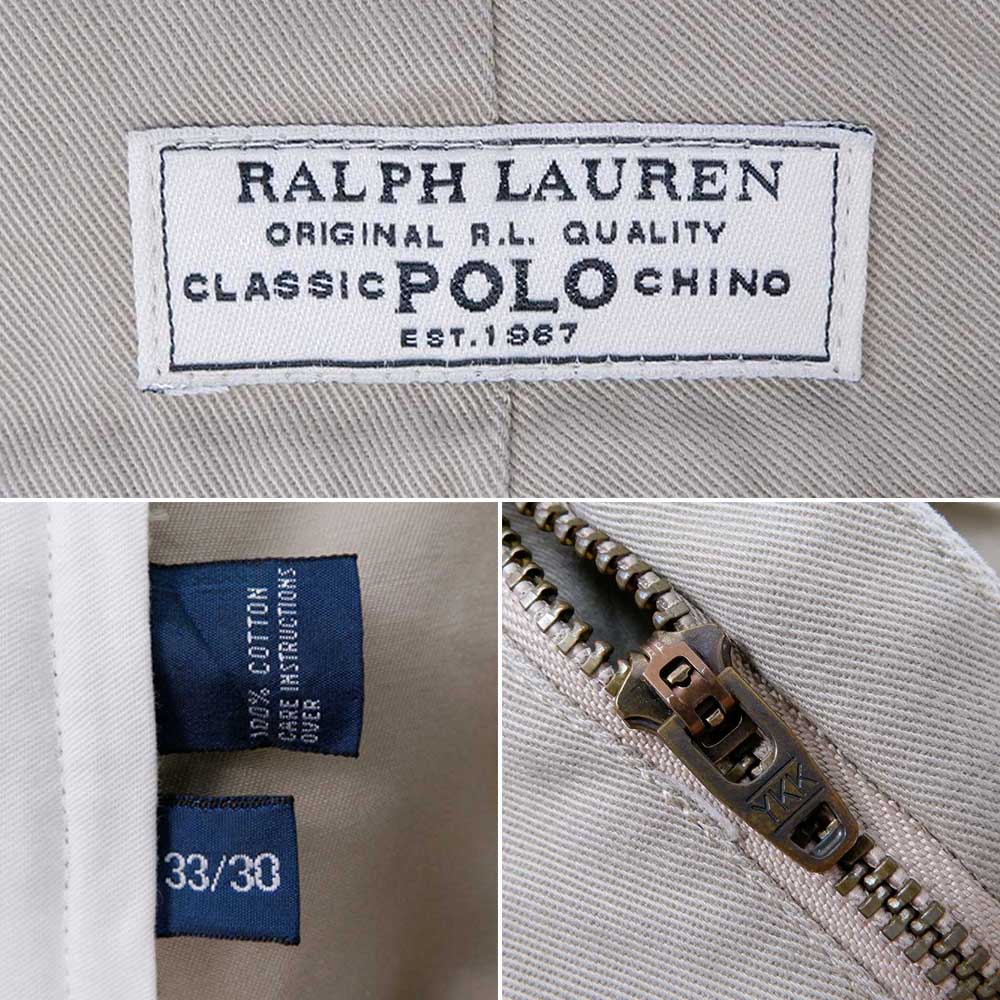 RALPH LAUREN
ORIGINAL R.L. QUALITY
CLASSIC POLO CHINO
EST.1967
100% COTTON
CARE INSTRUCTIONS
OVER
33/30
YKK